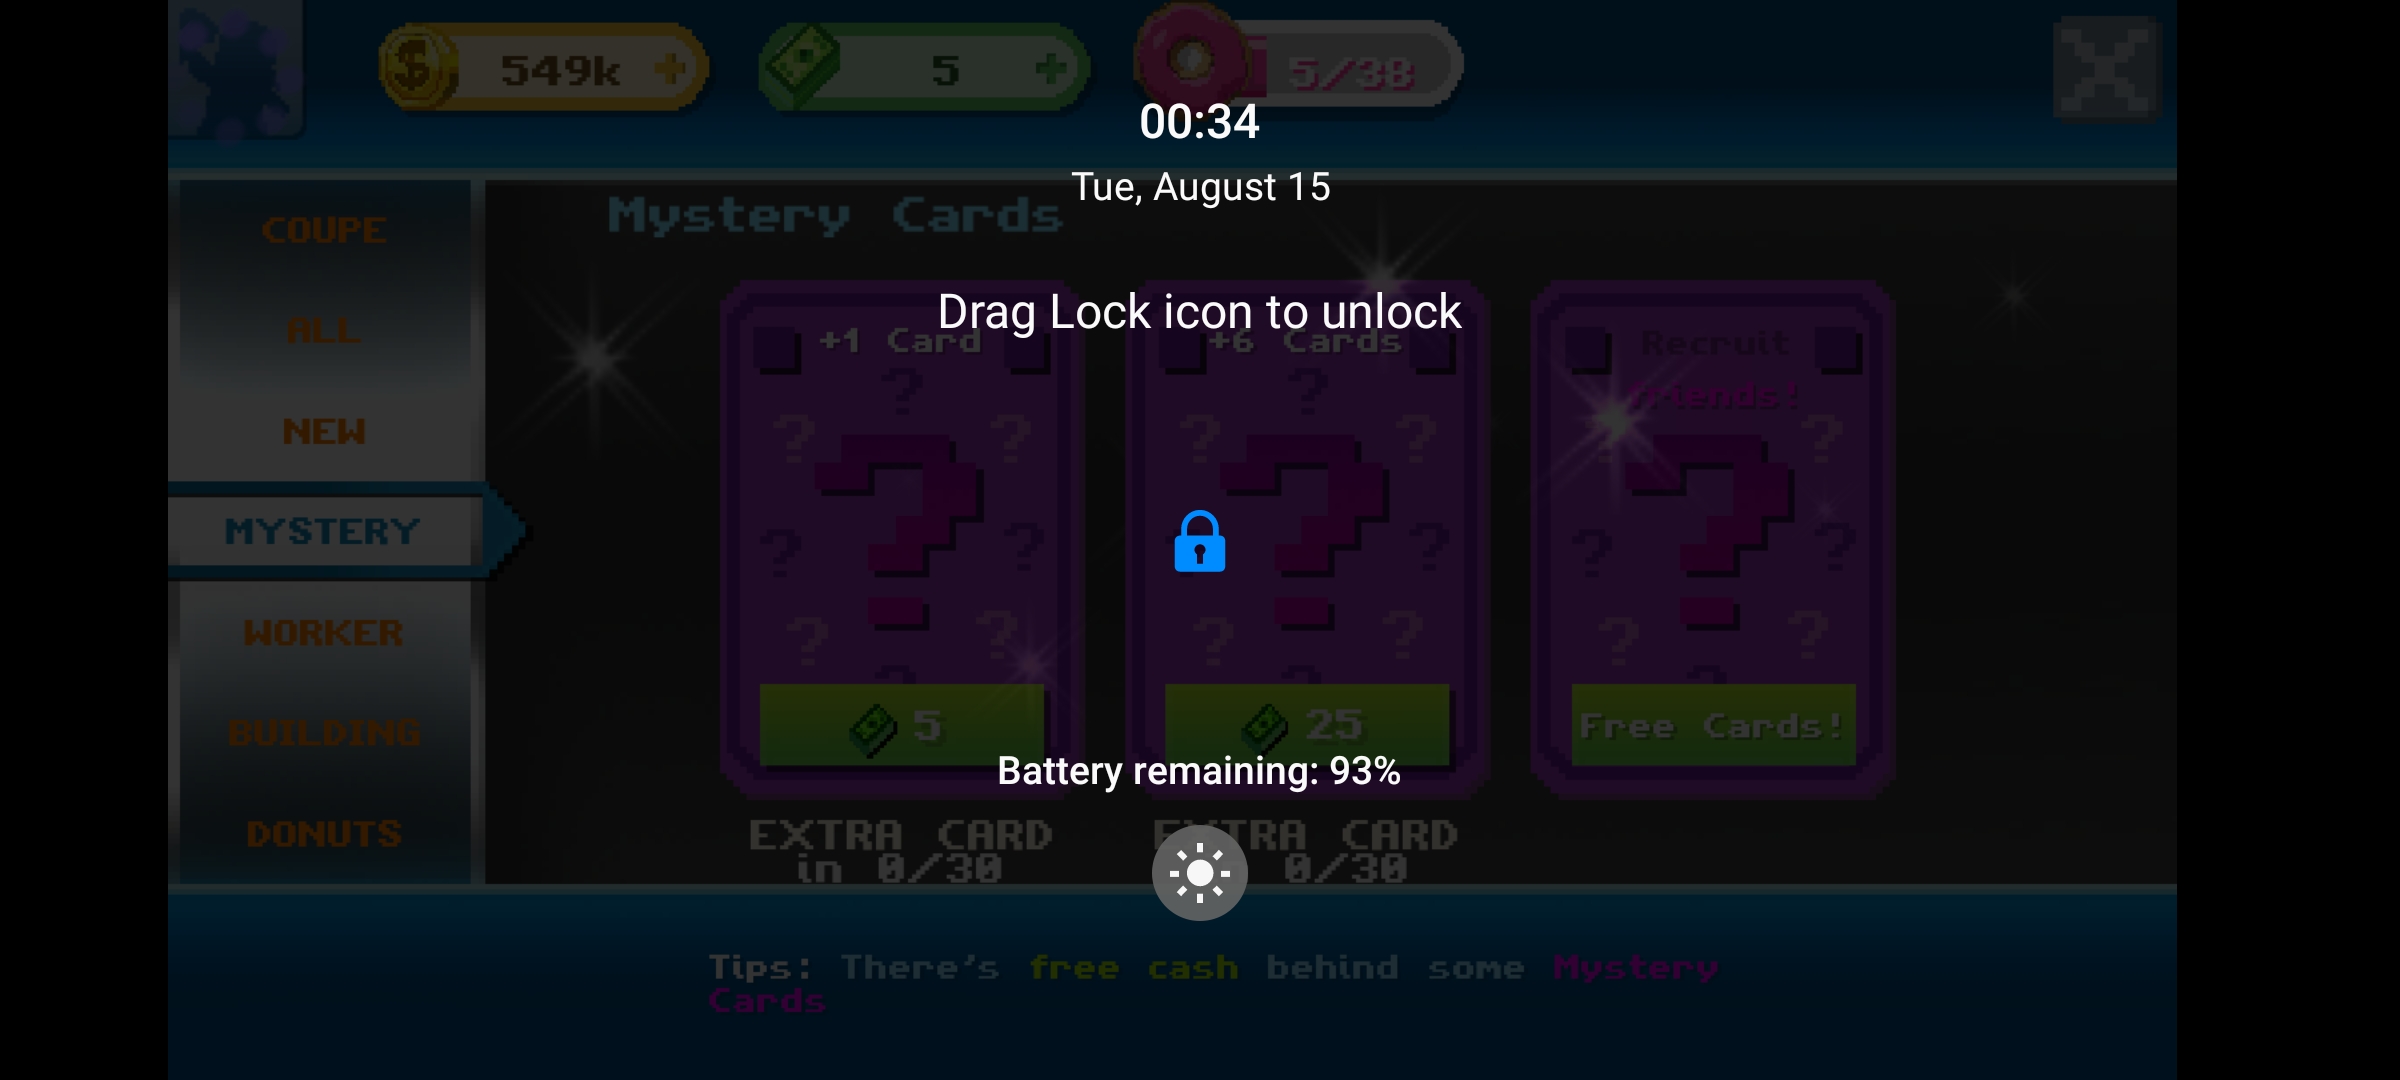 549k
5
5/38
00:34
Tue, August 15
Mystery Cards
Drag Lock icon to unlock
COUPE
ALL
NEW
MYSTERY
WORKER
BUILDING
DONUTS
+1 Card
+6 Cards
Recruit
friends!
5
25
Free Cards!
Battery remaining: 93%
EXTRA CARD
in 0/30
EXTRA CARD
0/30
Tips: There's free cash behind some Mystery
Cards